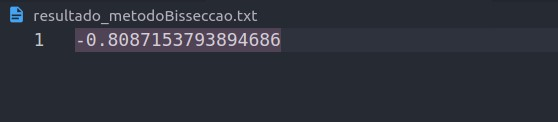 resultado_metodoBisseccao.txt
1 -0.8087153793894686